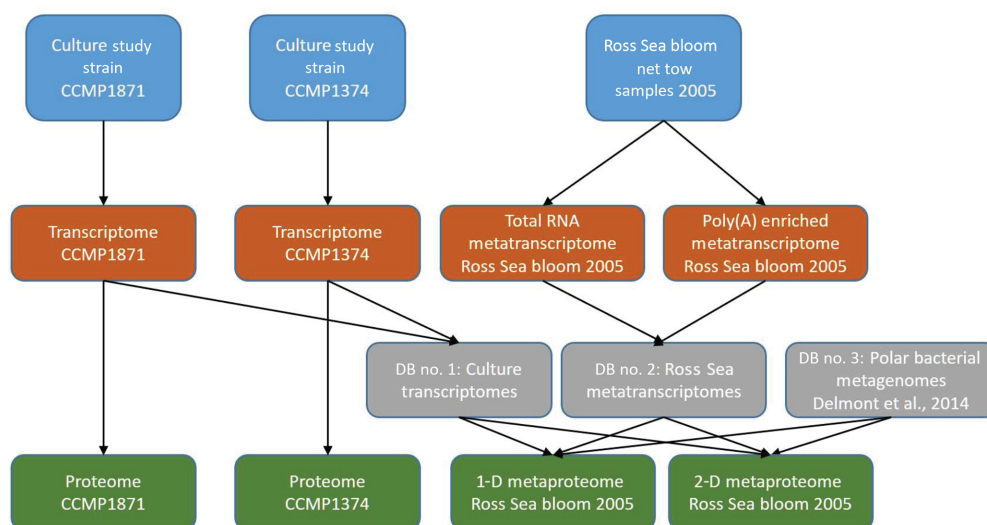 Culture study
strain
CCMP1871
Culture study
strain
CCMP1374
Ross Sea bloom
net tow
samples 2005
Transcriptome
CCMP1871
Transcriptome
CCMP1374
Total RNA
metatranscriptome
Ross Sea bloom 2005
Poly(A) enriched
metatranscriptome
Ross Sea bloom 2005
DB no. 1: Culture
transcriptomes
DB no. 2: Ross Sea
metatranscriptomes
DB no. 3: Polar bacterial
metagenomes
Delmont et al., 2014
Proteome
CCMP1871
Proteome
CCMP1374
1-D metaproteome
Ross Sea bloom 2005
2-D metaproteome
Ross Sea bloom 2005